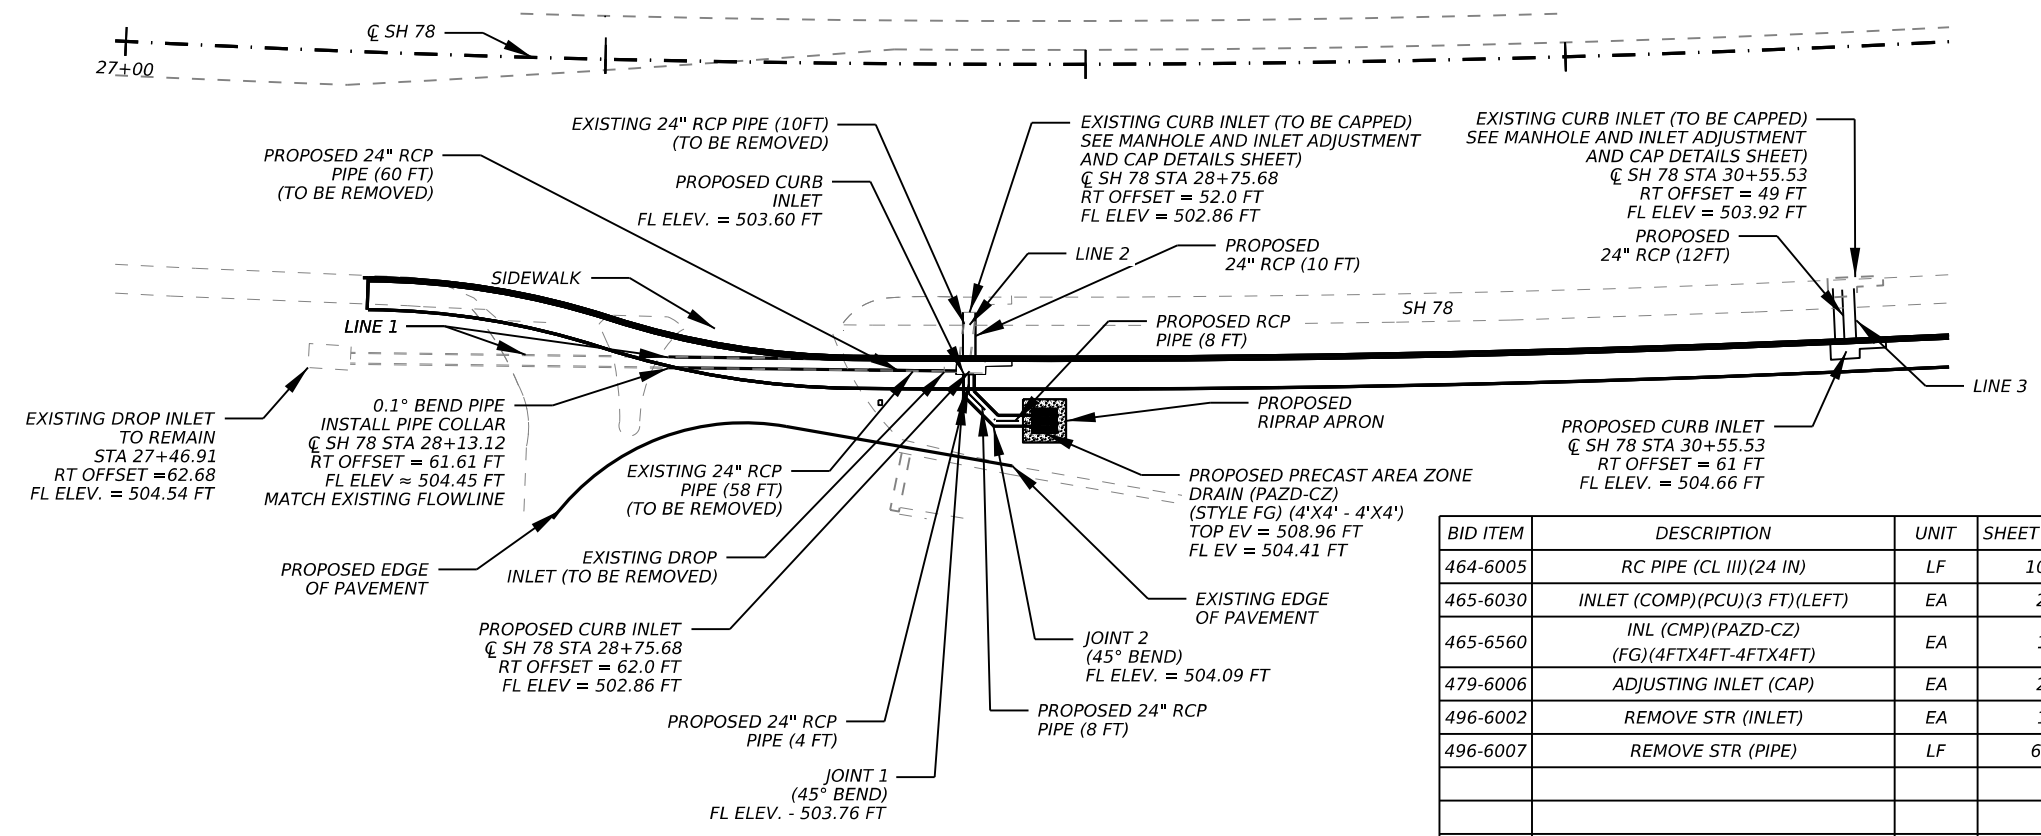 ℄ SH 78
27+00
EXISTING 24" RCP PIPE (10FT)
(TO BE REMOVED)
PROPOSED 24" RCP
PIPE (60 FT)
(TO BE REMOVED)
PROPOSED CURB
INLET
FL ELEV. = 503.60 FT
EXISTING CURB INLET (TO BE CAPPED)
SEE MANHOLE AND INLET ADJUSTMENT
AND CAP DETAILS SHEET)
℄ SH 78 STA 28+75.68
RT OFFSET = 52.0 FT
FL ELEV = 502.86 FT
EXISTING CURB INLET (TO BE CAPPED)
SEE MANHOLE AND INLET ADJUSTMENT
AND CAP DETAILS SHEET)
℄ SH 78 STA 30+55.53
RT OFFSET = 49 FT
FL ELEV = 503.92 FT
PROPOSED
24" RCP (12FT)
LINE 2
PROPOSED
24" RCP (10 FT)
SIDEWALK
LINE 1
PROPOSED RCP
PIPE (8 FT)
SH 78
LINE 3
EXISTING DROP INLET
TO REMAIN
STA 27+46.91
RT OFFSET =62.68
FL ELEV. = 504.54 FT
0.1° BEND PIPE
INSTALL PIPE COLLAR
℄ SH 78 STA 28+13.12
RT OFFSET = 61.61 FT
FL ELEV ≈ 504.45 FT
MATCH EXISTING FLOWLINE
PROPOSED
RIPRAP APRON
PROPOSED CURB INLET
℄ SH 78 STA 30+55.53
RT OFFSET = 61 FT
FL ELEV. = 504.66 FT
EXISTING 24" RCP
PIPE (58 FT)
(TO BE REMOVED)
PROPOSED PRECAST AREA ZONE
DRAIN (PAZD-CZ)
(STYLE FG) (4'X4' - 4'X4')
TOP EV = 508.96 FT
FL EV = 504.41 FT
PROPOSED EDGE
OF PAVEMENT
EXISTING DROP
INLET (TO BE REMOVED)
EXISTING EDGE
OF PAVEMENT
PROPOSED CURB INLET
℄ SH 78 STA 28+75.68
RT OFFSET = 62.0 FT
FL ELEV = 502.86 FT
JOINT 2
(45° BEND)
FL ELEV. = 504.09 FT
PROPOSED 24" RCP
PIPE (4 FT)
PROPOSED 24" RCP
PIPE (8 FT)
JOINT 1
(45° BEND)
FL ELEV. - 503.76 FT
BID ITEM DESCRIPTION UNIT SHEET
464-6005 RC PIPE (CL III)(24 IN) LF
465-6030 INLET (COMP)(PCU)(3 FT)(LEFT) EA
465-6560 INL (CMP)(PAZD-CZ) EA
(FG)(4FTX4FT-4FTX4FT)
479-6006 ADJUSTING INLET (CAP) EA
496-6002 REMOVE STR (INLET) EA
496-6007 REMOVE STR (PIPE) LF